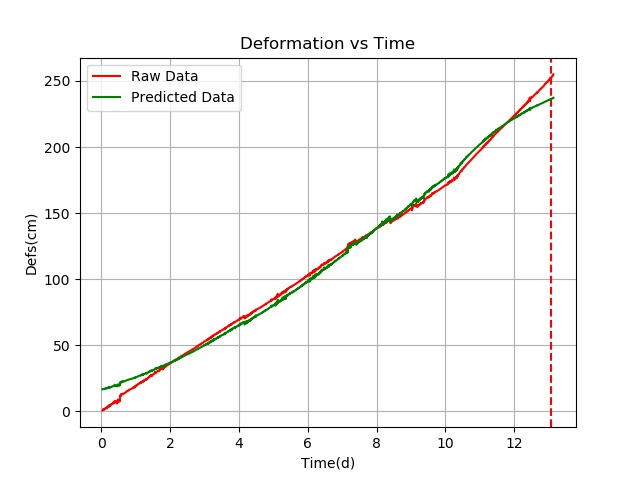 Deformation vs Time
Raw Data
Predicted Data
250
200
150
100
50
0
Defs(cm)
0 2 4 6 8 10 12
Time(d)